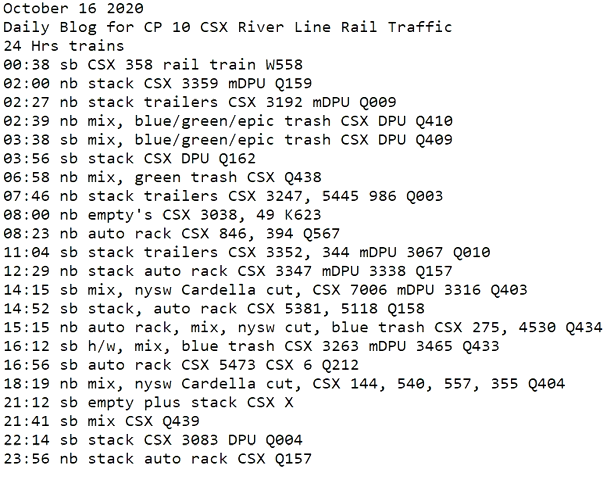 October 16 2020
Daily Blog for CP 10 CSX River Line Rail Traffic
24 Hrs trains
00:38 sb CSX 358 rail train W558
02:00 nb stack CSX 3359 mDPU Q159
02:27 nb stack trailers CSX 3192 mDPU Q009
02:39 nb mix, blue/green/epic trash CSX DPU Q410
03:38 sb mix, blue/green/epic trash CSX DPU Q409
03:56 sb stack CSX DPU Q162
06:58 nb mix, green trash CSX Q438
07:46 nb stack trailers CSX 3247, 5445 986 Q003
08:00 nb empty's CSX 3038, 49 K623
08:23 nb auto rack CSX 846, 394 Q567
11:04 sb stack trailers CSX 3352, 344 mDPU 3067 Q010
12:29 nb stack auto rack CSX 3347 mDPU 3338 Q157
14:15 sb mix, nysw Cardella cut, CSX 7006 mDPU 3316 Q403
14:52 sb stack, auto rack CSX 5381, 5118 Q158
15:15 nb auto rack, mix, nysw cut, blue trash CSX 275, 4530 Q434
16:12 sb h/w, mix, blue trash CSX 3263 mDPU 3465 Q433
16:56 sb auto rack CSX 5473 CSX 6 Q212
18:19 nb mix, nysw Cardella cut, CSX 144, 540, 557, 355 Q404
21:12 sb empty plus stack CSX X
21:41 sb mix CSX Q439
22:14 sb stack CSX 3083 DPU Q004
23:56 nb stack auto rack CSX Q157